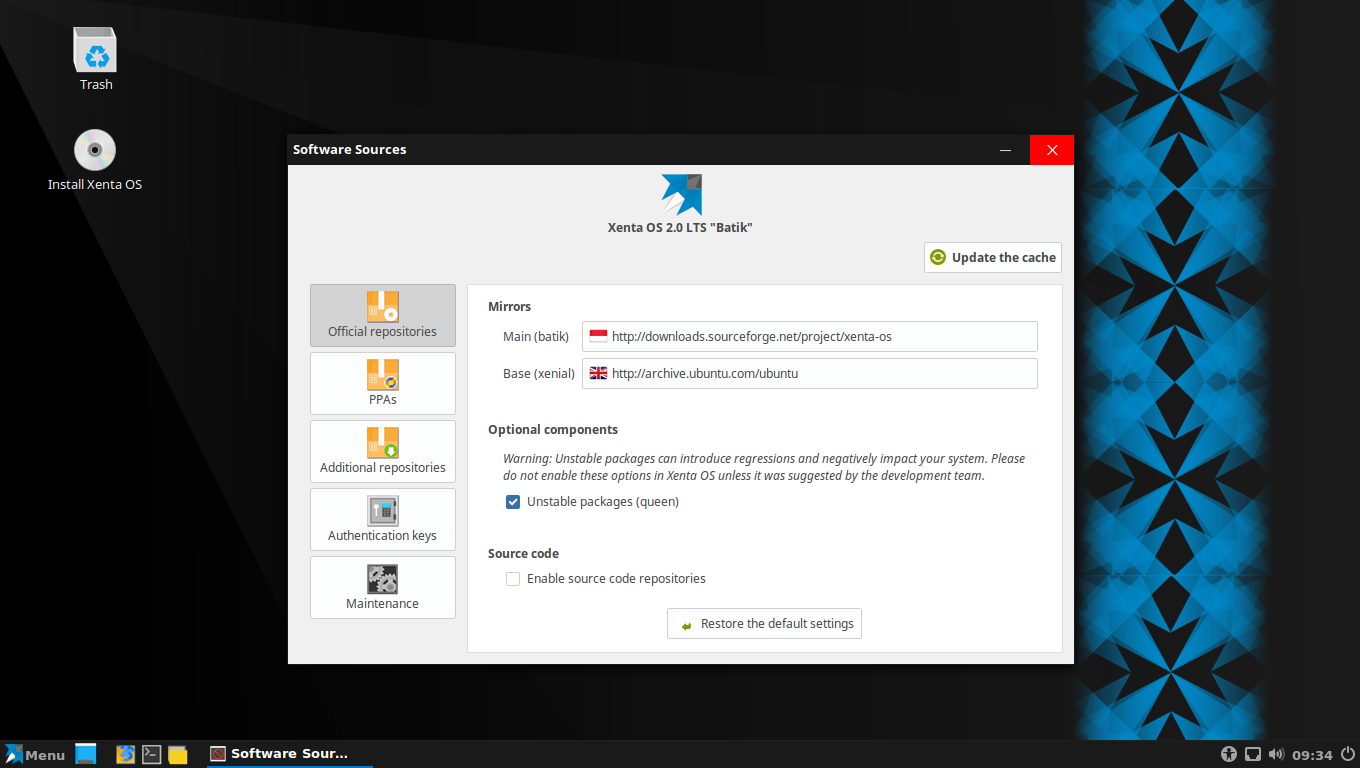 Trash
Install Xenta OS
Software Sources
Xenta OS 2.0 LTS "Batik"
Update the cache
Official repositories
PPAs
Additional repositories
Authentication keys
Maintenance
Mirrors
Main (batik) http://downloads.sourceforge.net/project/xenta-os
Base (xenial) http://archive.ubuntu.com/ubuntu
Optional components
Warning: Unstable packages can introduce regressions and negatively impact your system. Please
do not enable these options in Xenta OS unless it was suggested by the development team.
Unstable packages (queen)
Source code
Enable source code repositories
Restore the default settings
Menu
Software Sour...
09:34